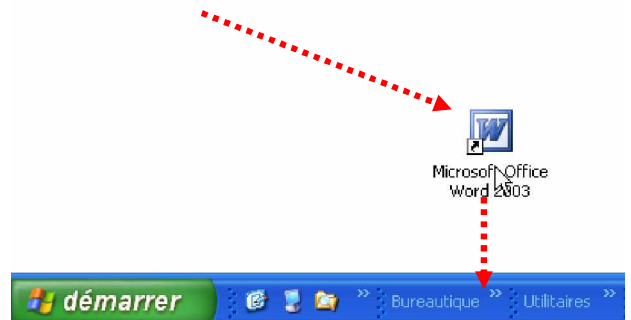 Microsoft Office
Word 2003
démarrer » Bureautique » Utilitaires »